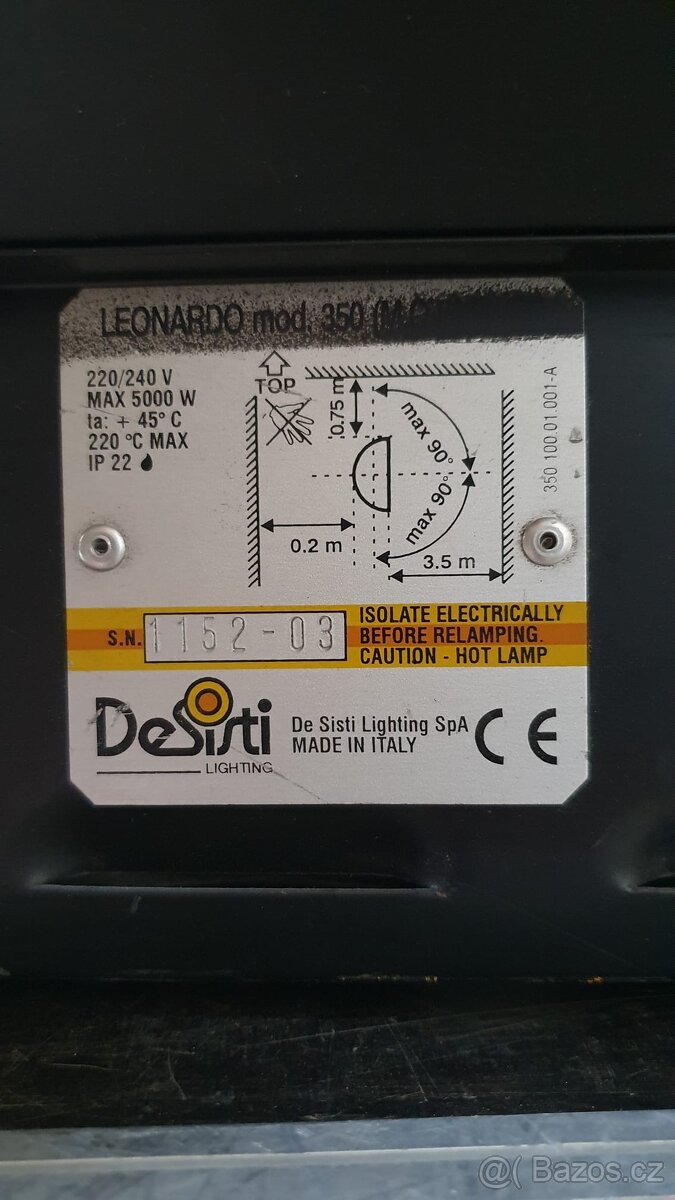 LEONARDO mod. 350
220/240 V
MAX 5000 W
ta: + 45° C
220 °C MAX
IP 22
TOP
0.75 m
max 90°
max 90°
0.2 m
3.5 m
350 100.01.001-A
S.N. 1152-03
ISOLATE ELECTRICALLY
BEFORE RELAMPING.
CAUTION - HOT LAMP
DeSisti
LIGHTING
De Sisti Lighting SpA
MADE IN ITALY
CE
@( Bazos.cz